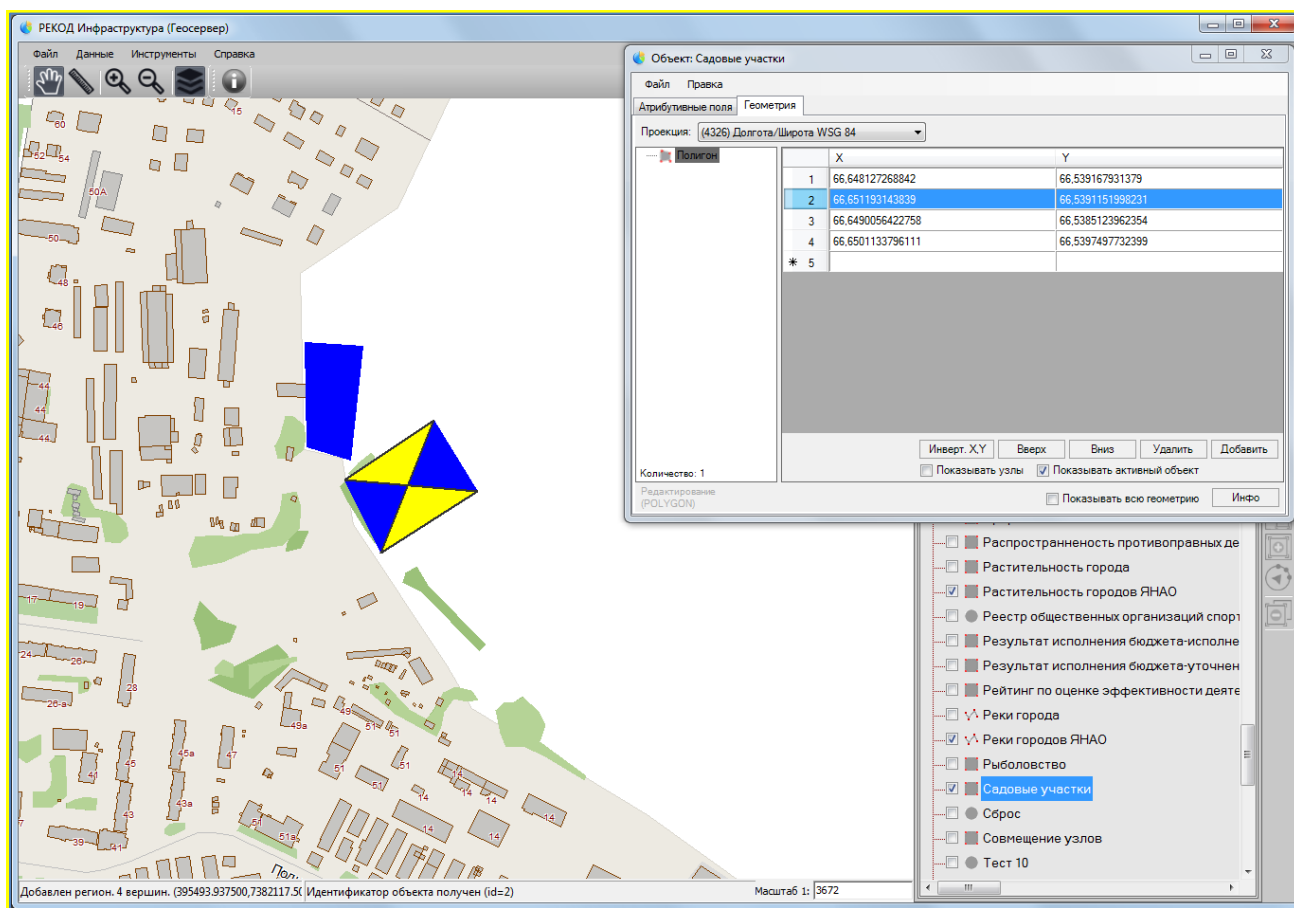 РЕКОД Инфраструктура (Геосервер)
Файл Данные Инструменты Справка
Объект: Садовые участки
Файл Правка
Атрибутивные поля Геометрия
Проекция: (4326) Долгота/Широта WSG 84
Полигон
X Y
1 66,648127268842 66,539167931379
2 66,651193143839 66,5391151998231
3 66,6490056422758 66,5385123962354
4 66,6501133796111 66,5397497732399
* 5
Инверт. X,Y Вверх Вниз Удалить Добавить
Показывать узлы Показывать активный объект
Количество: 1
Редактирование
(POLYGON)
Показывать всю геометрию Инфо
15
60
52 54
50А
50
48
46
44
44
44
17 19
24 26
28
26-а
49а
49
51
51
45а
47
45
41
51
51
51
14
14
14
14
14
14
43а
43
51
51а
39
41
Распространненость противоправных де
Растительность города
Растительность городов ЯНАО
Реестр общественных организаций спорт
Результат исполнения бюджета-исполне
Результат исполнения бюджета-уточнен
Рейтинг по оценке эффективности деяте
Реки города
Реки городов ЯНАО
Рыболовство
Садовые участки
Сброс
Совмещение узлов
Тест 10
Добавлен регион. 4 вершин. (395493.937500,7382117.50 Идентификатор объекта получен (id=2) Масштаб 1: 3672